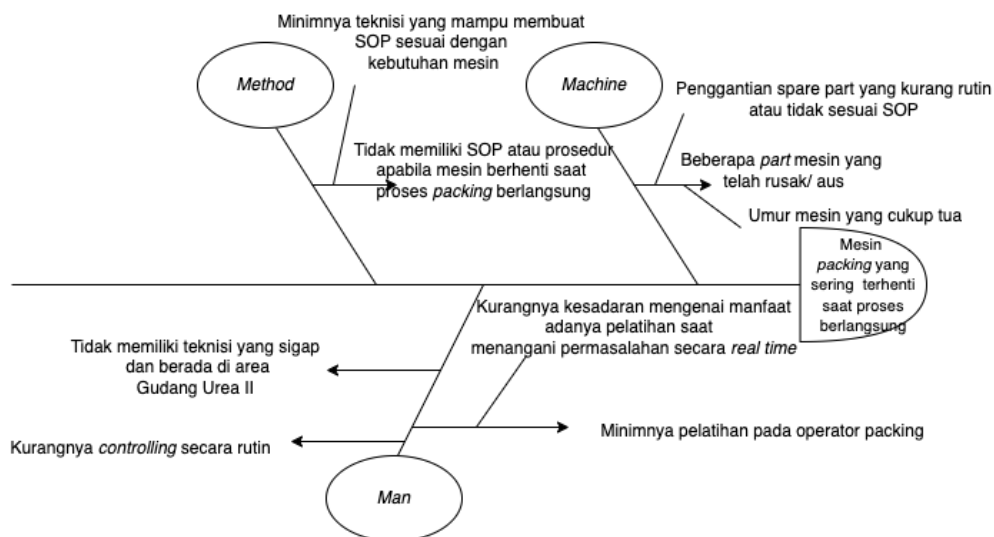 Minimnya teknisi yang mampu membuat
SOP sesuai dengan
kebutuhan mesin
Method
Tidak memiliki SOP atau prosedur
apabila mesin berhenti saat
proses packing berlangsung
Machine
Penggantian spare part yang kurang rutin
atau tidak sesuai SOP
Beberapa part mesin yang
telah rusak/ aus
Umur mesin yang cukup tua
Mesin
packing yang
sering terhenti
saat proses
berlangsung
Kurangnya kesadaran mengenai manfaat
adanya pelatihan saat
menangani permasalahan secara real time
Tidak memiliki teknisi yang sigap
dan berada di area
Gudang Urea II
Minimnya pelatihan pada operator packing
Kurangnya controlling secara rutin
Man